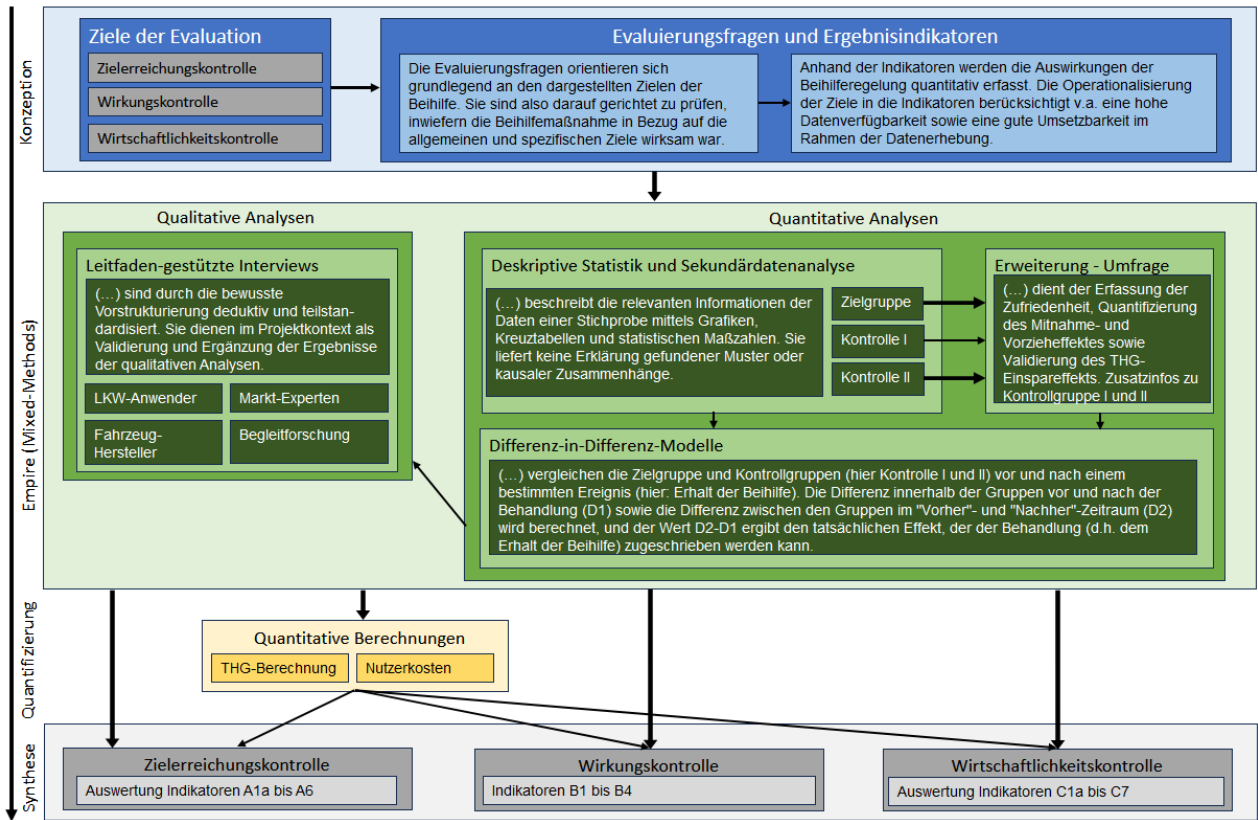 Konzeption
Ziele der Evaluation
Zielerreichungskontrolle
Wirkungskontrolle
Wirtschaftlichkeitskontrolle
Evaluierungsfragen und Ergebnisindikatoren
Die Evaluierungsfragen orientieren sich
grundlegend an den dargestellten Zielen der
Beihilfe. Sie sind also darauf gerichtet zu prüfen,
inwiefern die Beihilfemaßnahme in Bezug auf die
allgemeinen und spezifischen Ziele wirksam war.
Anhand der Indikatoren werden die Auswirkungen der
Beihilferegelung quantitativ erfasst. Die Operationalisierung
der Ziele in die Indikatoren berücksichtigt v.a. eine hohe
Datenverfügbarkeit sowie eine gute Umsetzbarkeit im
Rahmen der Datenerhebung.
Empire (Mixed-Methods)
Qualitative Analysen
Leitfaden-gestützte Interviews
(…) sind durch die bewusste
Vorstrukturierung deduktiv und teilstan-
dardisiert. Sie dienen im Projektkontext als
Validierung und Ergänzung der Ergebnisse
der qualitativen Analysen.
LKW-Anwender
Markt-Experten
Fahrzeug-
Hersteller
Begleitforschung
Quantitative Analysen
Deskriptive Statistik und Sekundärdatenanalyse
(…) beschreibt die relevanten Informationen der
Daten einer Stichprobe mittels Grafiken,
Kreuztabellen und statistischen Maßzahlen. Sie
liefert keine Erklärung gefundener Muster oder
kausaler Zusammenhänge.
Zielgruppe
Kontrolle I
Kontrolle II
Erweiterung - Umfrage
(…) dient der Erfassung der
Zufriedenheit, Quantifizierung
des Mitnahme- und
Vorzieheffektes sowie
Validierung des THG-
Einspareffekts. Zusatzinfos zu
Kontrollgruppe I und II
Differenz-in-Differenz-Modelle
(…) vergleichen die Zielgruppe und Kontrollgruppen (hier Kontrolle I und II) vor und nach einem
bestimmten Ereignis (hier: Erhalt der Beihilfe). Die Differenz innerhalb der Gruppen vor und nach der
Behandlung (D1) sowie die Differenz zwischen den Gruppen im "Vorher"- und "Nachher"-Zeitraum (D2)
wird berechnet, und der Wert D2-D1 ergibt den tatsächlichen Effekt, der der Behandlung (d.h. dem
Erhalt der Beihilfe) zugeschrieben werden kann.
Quantifizierung
Quantitative Berechnungen
THG-Berechnung
Nutzerkosten
Synthese
Zielerreichungskontrolle
Auswertung Indikatoren A1a bis A6
Wirkungskontrolle
Indikatoren B1 bis B4
Wirtschaftlichkeitskontrolle
Auswertung Indikatoren C1a bis C7